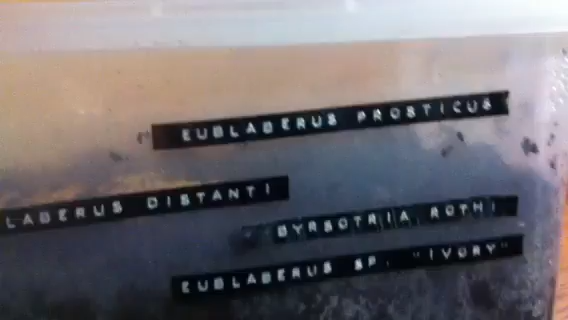 EUBLABERUS PROSTICUS
LABERUS DISTANTI
BYRSOTRIA ROTHI
EUBLABERUS SP. "IVORY"